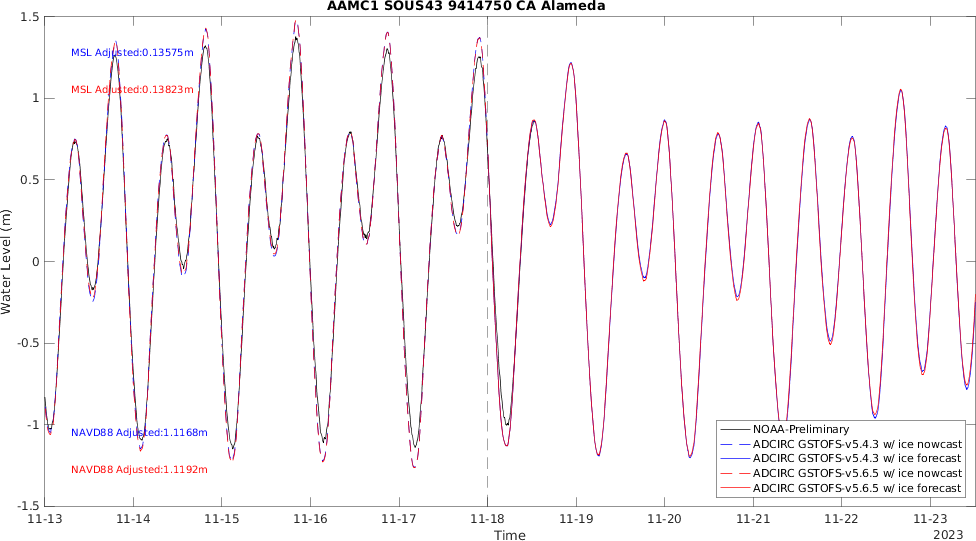 AAMC1 SOUS43 9414750 CA Alameda
1.5
1
0.5
0
-0.5
-1
-1.5
Water Level (m)
MSL Adjusted:0.13575m
MSL Adjusted:0.13823m
NAVD88 Adjusted:1.1168m
NAVD88 Adjusted:1.1192m
NOAA-Preliminary
ADCIRC GSTOFS-v5.4.3 w/ ice nowcast
ADCIRC GSTOFS-v5.4.3 w/ ice forecast
ADCIRC GSTOFS-v5.6.5 w/ ice nowcast
ADCIRC GSTOFS-v5.6.5 w/ ice forecast
11-13 11-14 11-15 11-16 11-17 11-18 11-19 11-20 11-21 11-22 11-23
Time
2023